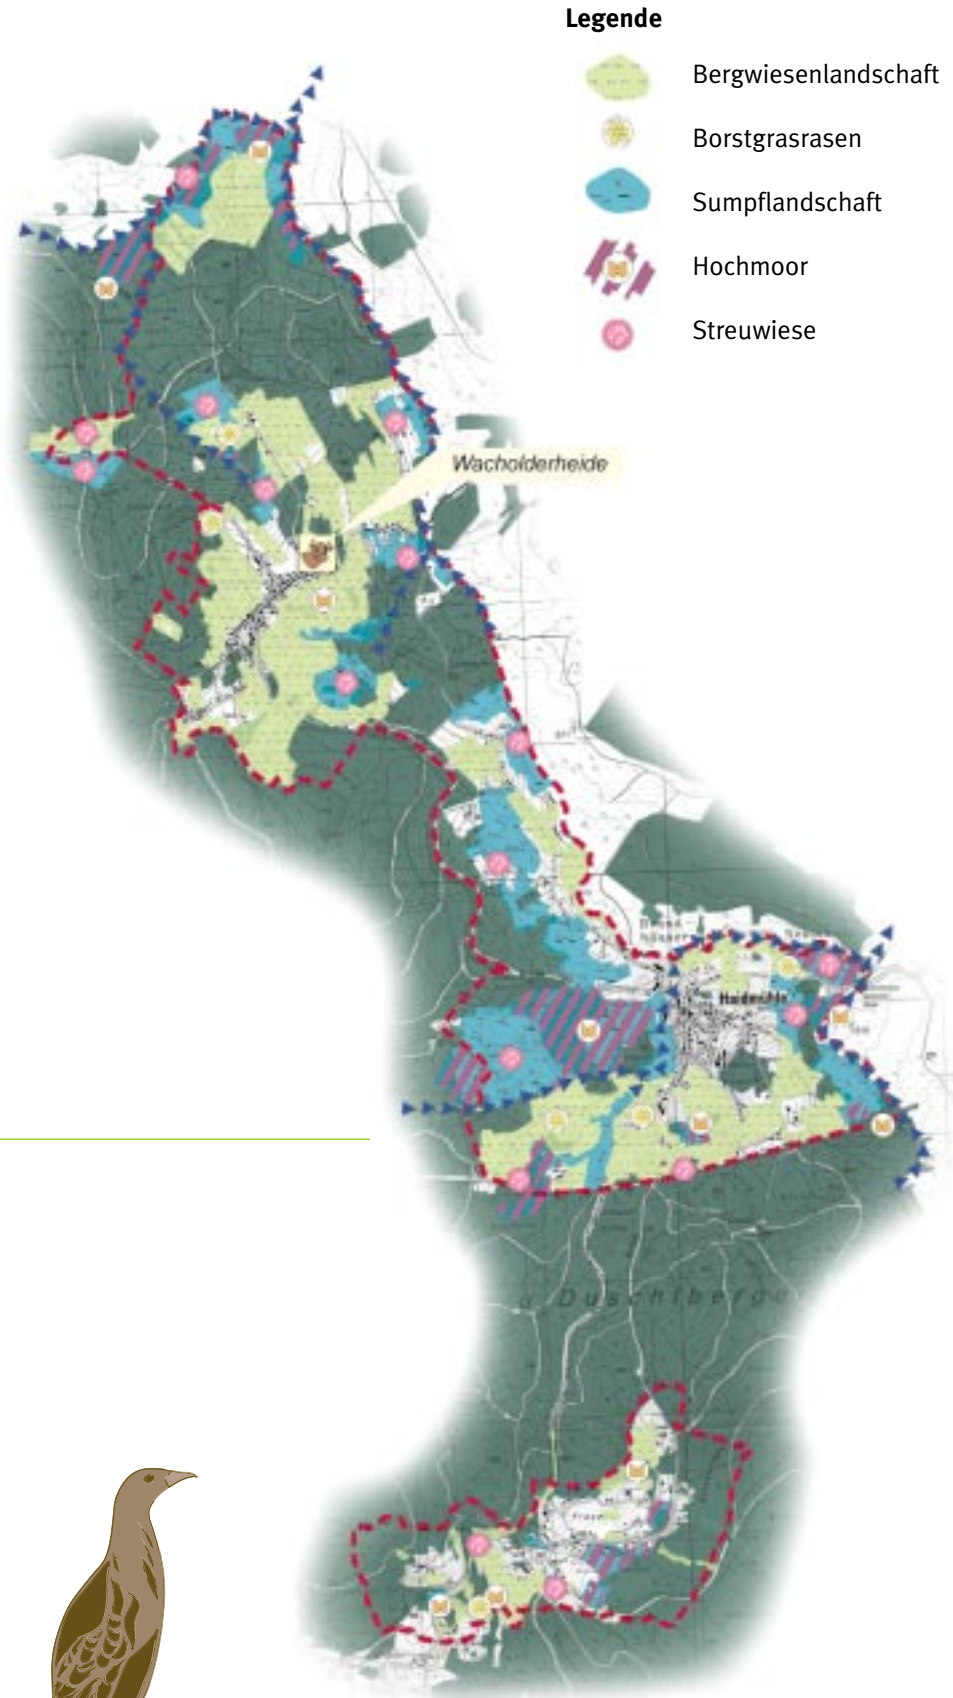 Legende
Bergwiesenlandschaft
Borstgrasrasen
Sumpflandschaft
Hochmoor
Streuwiese
Wacholderheide
Haidmühle